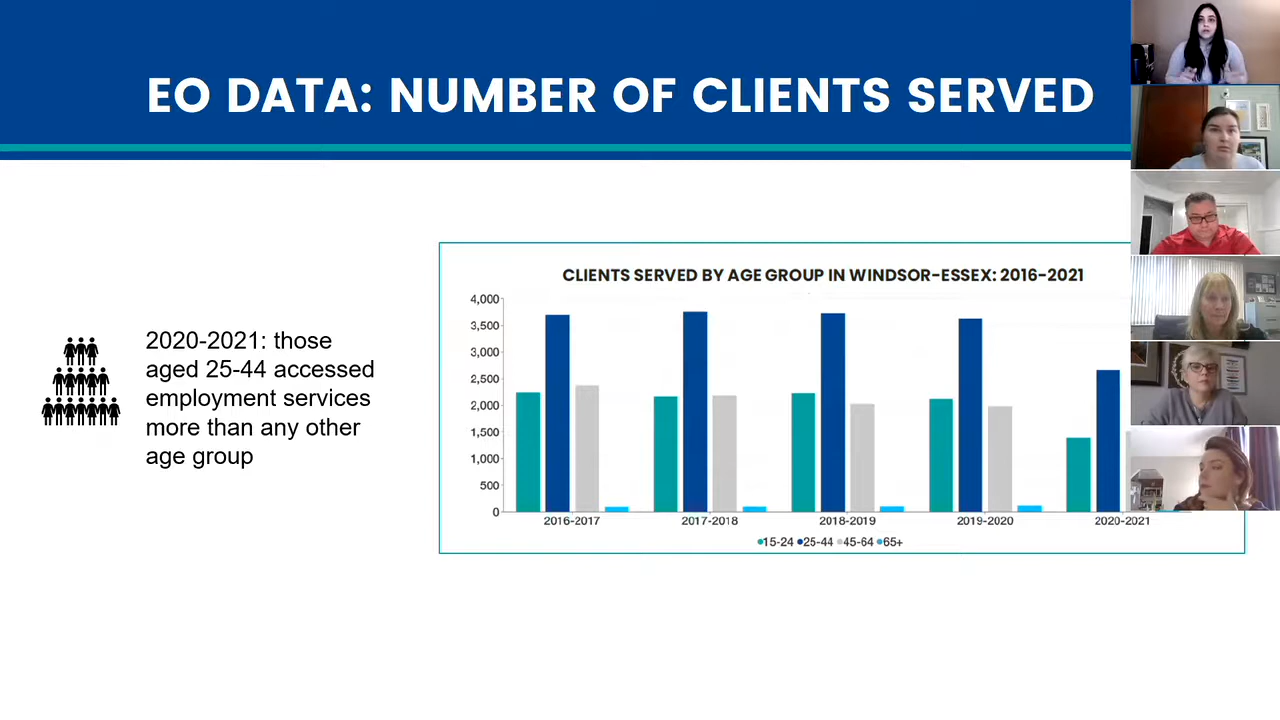 EO DATA: NUMBER OF CLIENTS SERVED
2020-2021: those
aged 25-44 accessed
employment services
more than any other
age group
CLIENTS SERVED BY AGE GROUP IN WINDSOR-ESSEX: 2016-2021
4,000
3,500
3,000
2,500
2,000
1,500
1,000
500
0
2016-2017 2017-2018 2018-2019 2019-2020 2020-2021
15-24 25-44 45-64 65+